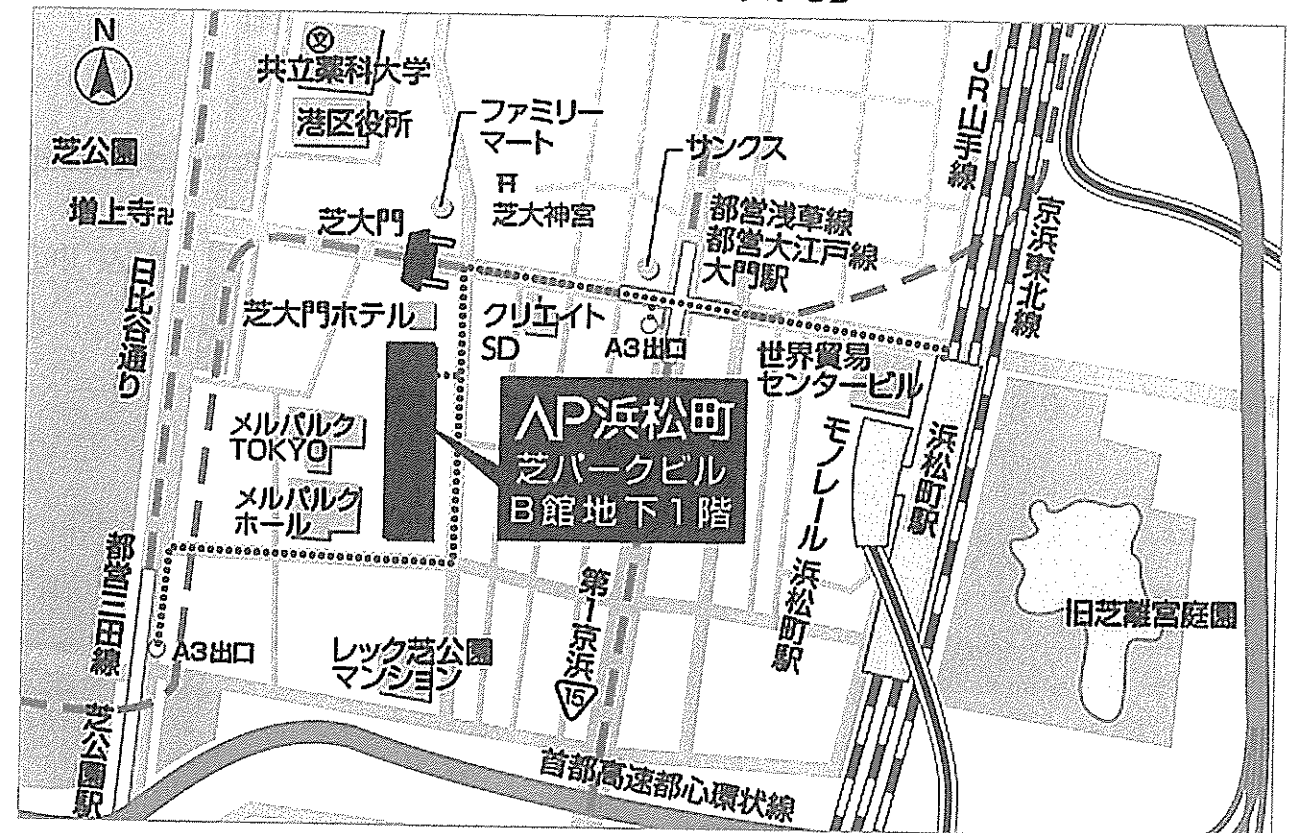 N
文
共立薬科大学
港区役所
芝公園
増上寺卍
ファミリー
マート
芝大神宮
サンクス
芝大門
都営浅草線
都営大江戸線
大門駅
JR山手線
京浜東北線
日比谷通り
芝大門ホテル
クリエイト
SD
A3出口
世界貿易
センタービル
AP浜松町
芝パークビル
B館地下1階
メルパルク
TOKYO
メルパルク
ホール
モノレール浜松町駅
浜松町駅
都営三田線 芝公園駅
A3出口
レック芝公園
マンション
第1京浜
15
旧芝離宮庭園
首都高速都心環状線